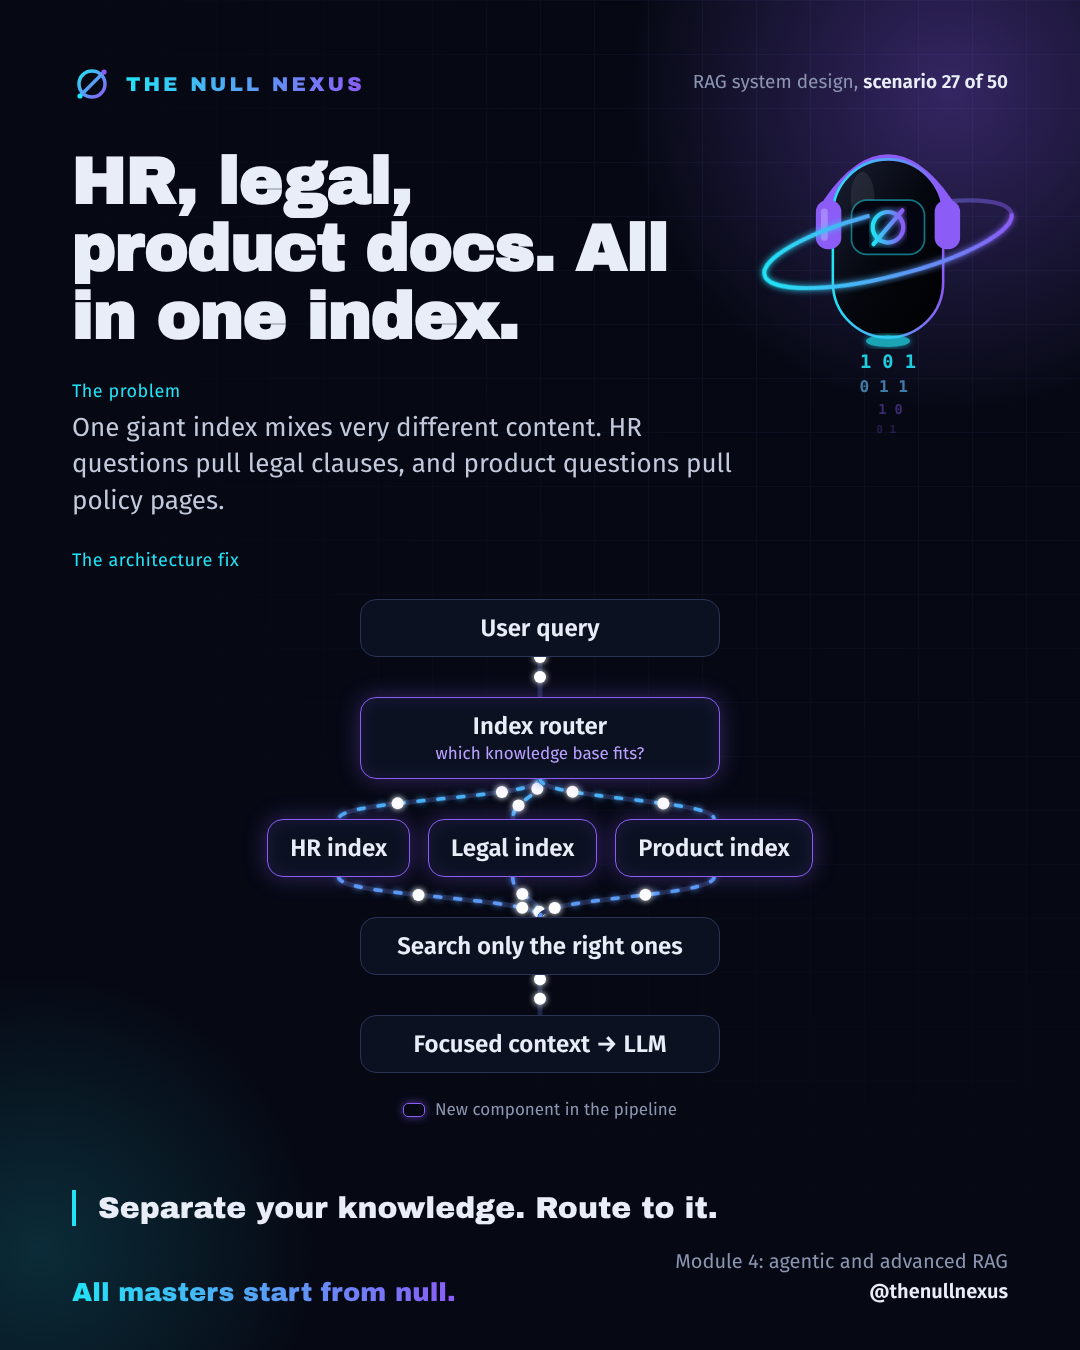 THE NULL NEXUS
RAG system design, scenario 27 of 50
HR, legal,
product docs. All
in one index.
1 0 1
0 1 1
1 0
0 1
The problem
One giant index mixes very different content. HR
questions pull legal clauses, and product questions pull
policy pages.
The architecture fix
User query
Index router
which knowledge base fits?
HR index
Legal index
Product index
Search only the right ones
Focused context → LLM
New component in the pipeline
Separate your knowledge. Route to it.
Module 4: agentic and advanced RAG
All masters start from null.
@thenullnexus